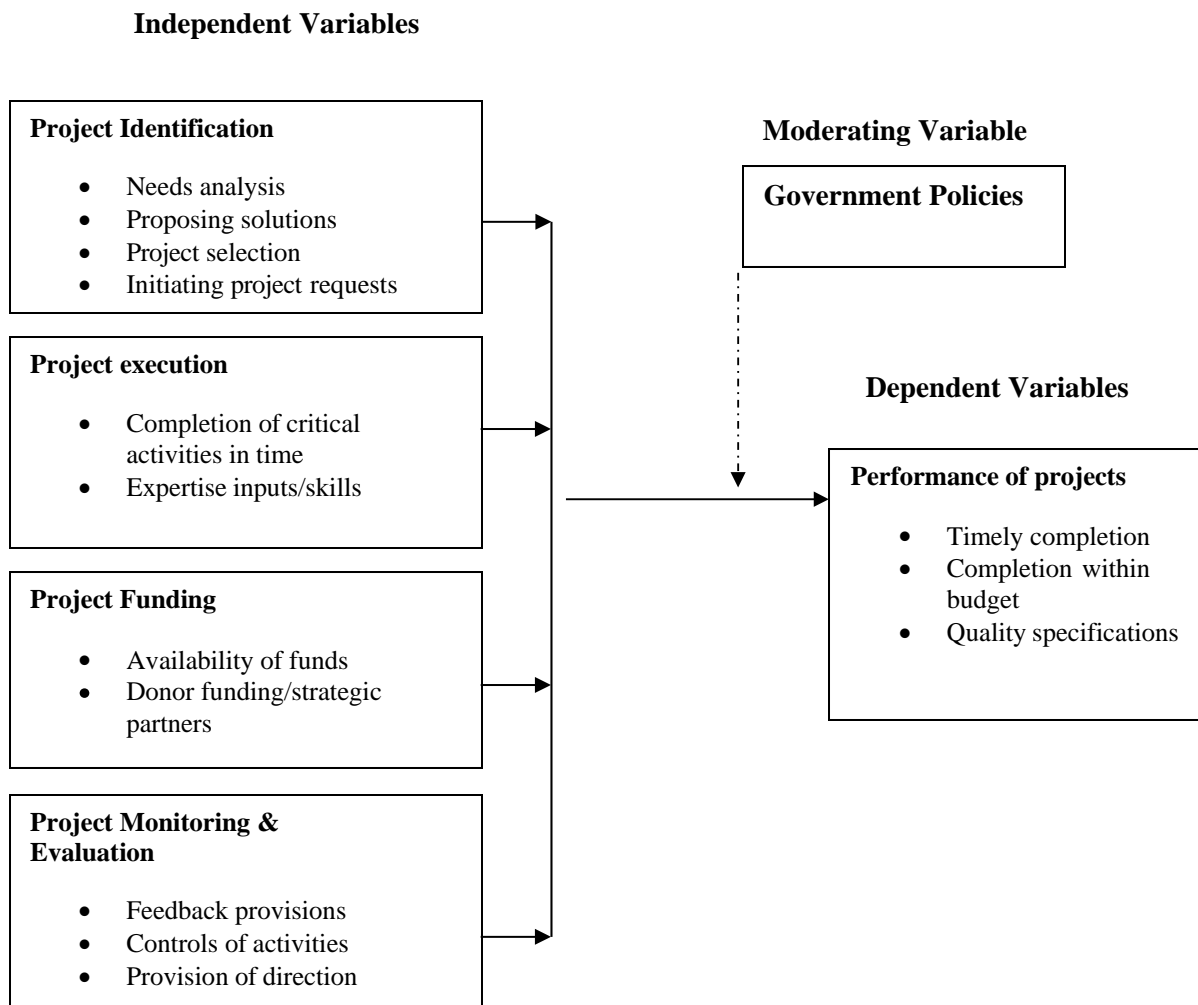 Independent Variables
Project Identification
• Needs analysis
• Proposing solutions
• Project selection
• Initiating project requests
Project execution
• Completion of critical
activities in time
• Expertise inputs/skills
Project Funding
• Availability of funds
• Donor funding/strategic
partners
Project Monitoring &
Evaluation
• Feedback provisions
• Controls of activities
• Provision of direction
Moderating Variable
Government Policies
Dependent Variables
Performance of projects
• Timely completion
• Completion within
budget
• Quality specifications